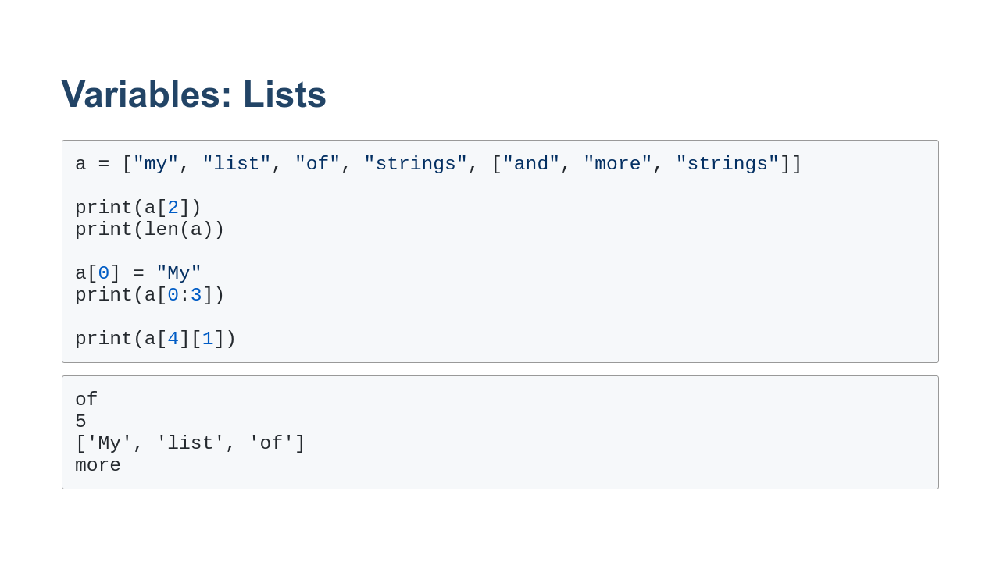 Variables: Lists
a = ["my", "list", "of", "strings", ["and", "more", "strings"]]
print(a[2])
print(len(a))
a[0] = "My"
print(a[0:3])
print(a[4][1])
of
5
['My', 'list', 'of']
more